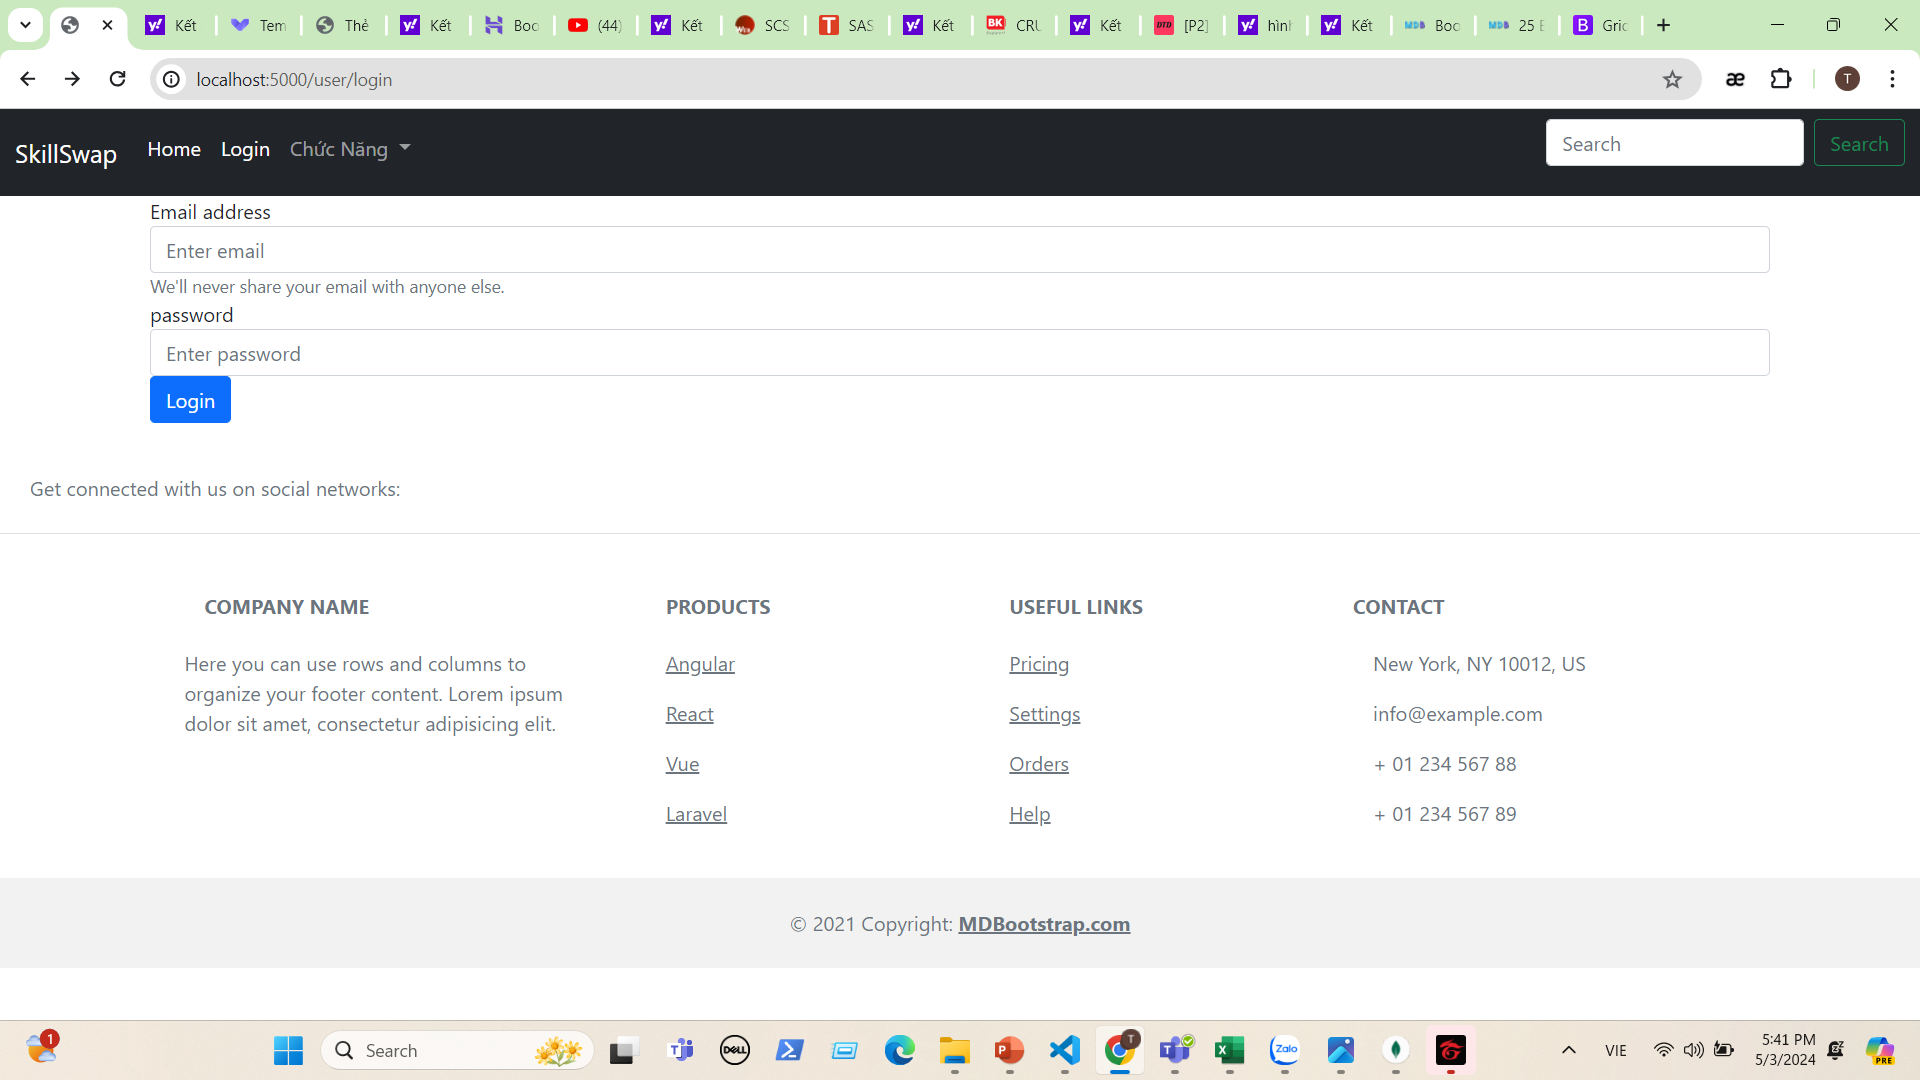 Kết
Tem
Thẻ
Kết
Boo
(44)
Kết
SCS
SAS
Kết
CRU
Kết
[P2]
hình
Kết
Boo
25 B
Gric
localhost:5000/user/login
T
SkillSwap
Home
Login
Chức Năng
Search
Search
Email address
Enter email
We'll never share your email with anyone else.
password
Enter password
Login
Get connected with us on social networks:
COMPANY NAME
Here you can use rows and columns to
organize your footer content. Lorem ipsum
dolor sit amet, consectetur adipisicing elit.
PRODUCTS
Angular
React
Vue
Laravel
USEFUL LINKS
Pricing
Settings
Orders
Help
CONTACT
New York, NY 10012, US
info@example.com
+ 01 234 567 88
+ 01 234 567 89
© 2021 Copyright: MDBootstrap.com
1
Search
DELL
Zalo
VIE
5:41 PM
5/3/2024
PRE